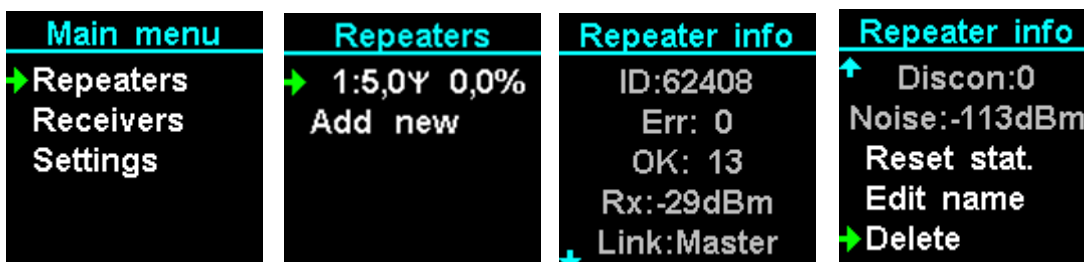 Main menu
Repeaters
Receivers
Settings
Repeaters
1:5,0Ψ 0,0%
Add new
Repeater info
ID:62408
Err: 0
OK: 13
Rx:-29dBm
Link:Master
Repeater info
Discon:0
Noise:-113dBm
Reset stat.
Edit name
Delete